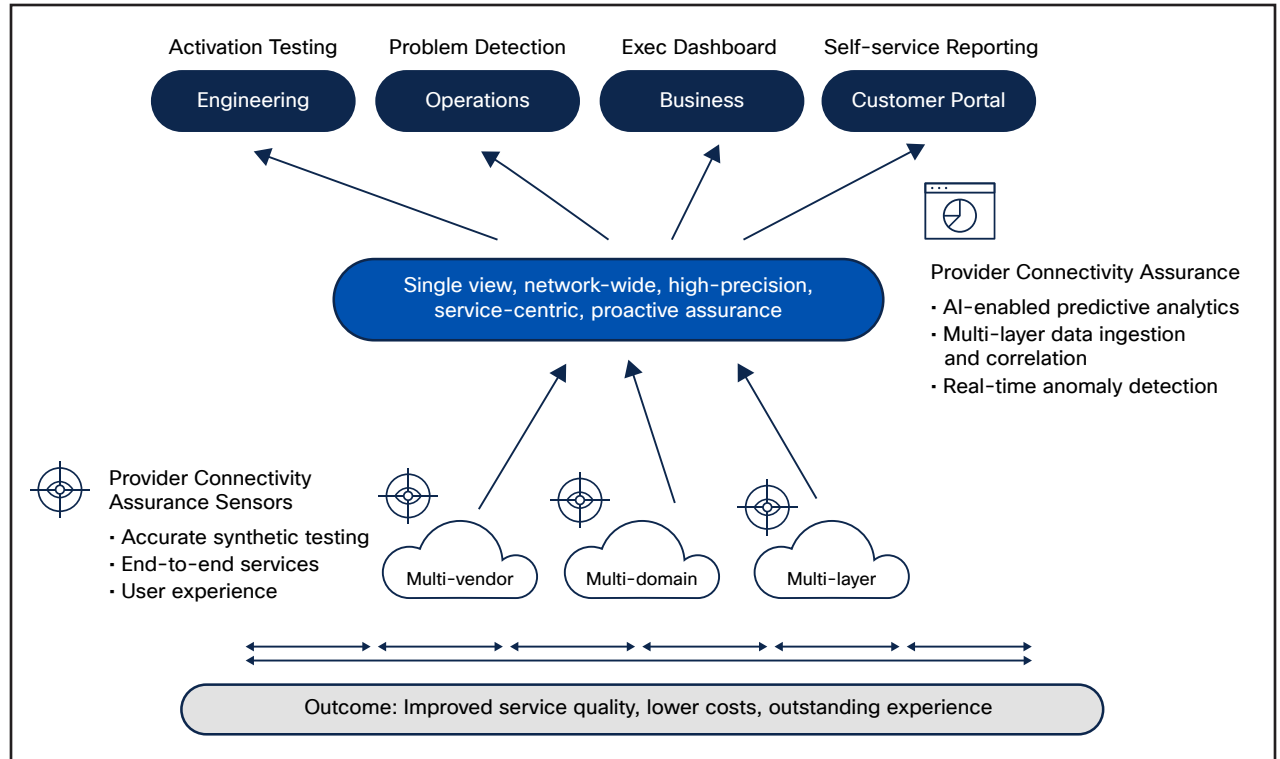 Activation Testing
Problem Detection
Exec Dashboard
Self-service Reporting
Engineering
Operations
Business
Customer Portal
Single view, network-wide, high-precision,
service-centric, proactive assurance
Provider Connectivity Assurance
· AI-enabled predictive analytics
· Multi-layer data ingestion
and correlation
· Real-time anomaly detection
Provider Connectivity
Assurance Sensors
· Accurate synthetic testing
· End-to-end services
· User experience
Multi-vendor
Multi-domain
Multi-layer
Outcome: Improved service quality, lower costs, outstanding experience